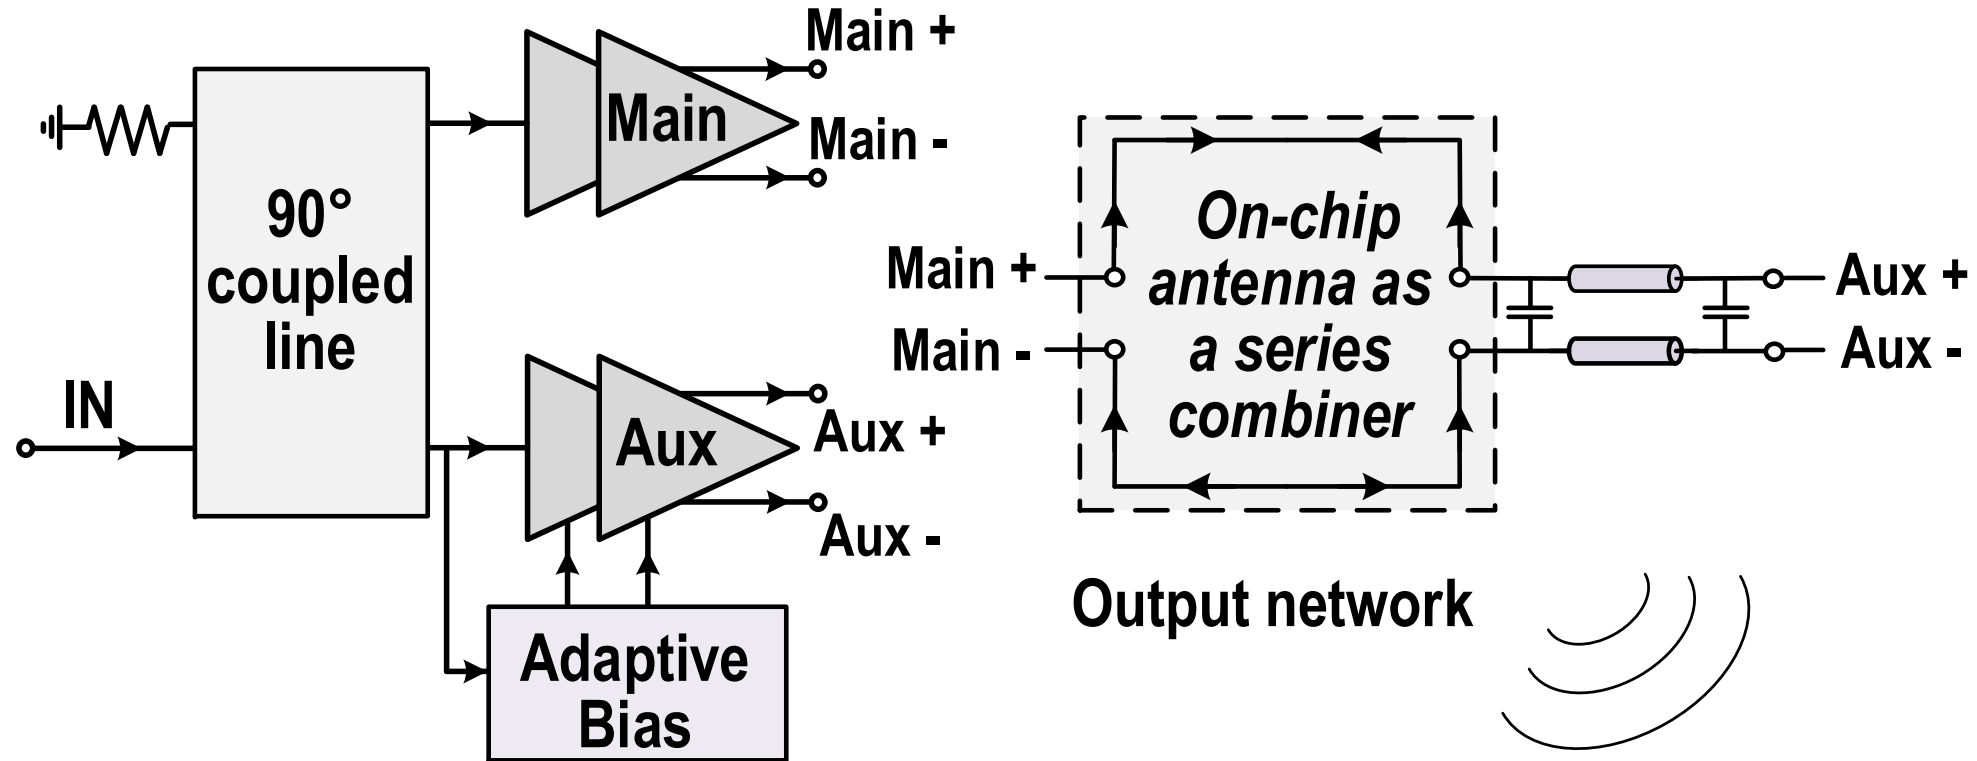 90°
coupled
line
IN
Main
Main +
Main -
Aux
Aux +
Aux -
Adaptive
Bias
Main +
Main -
On-chip
antenna as
a series
combiner
Aux +
Aux -
Output network